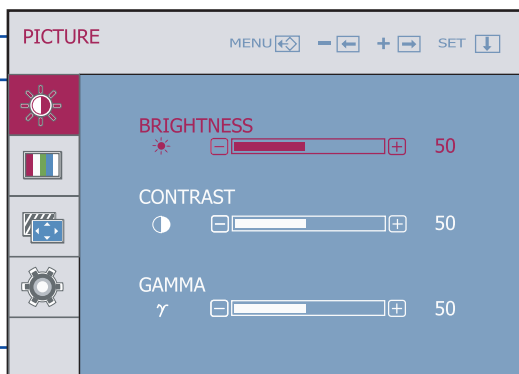 PICTURE MENU - + SET
BRIGHTNESS
50
CONTRAST
50
GAMMA
γ 50